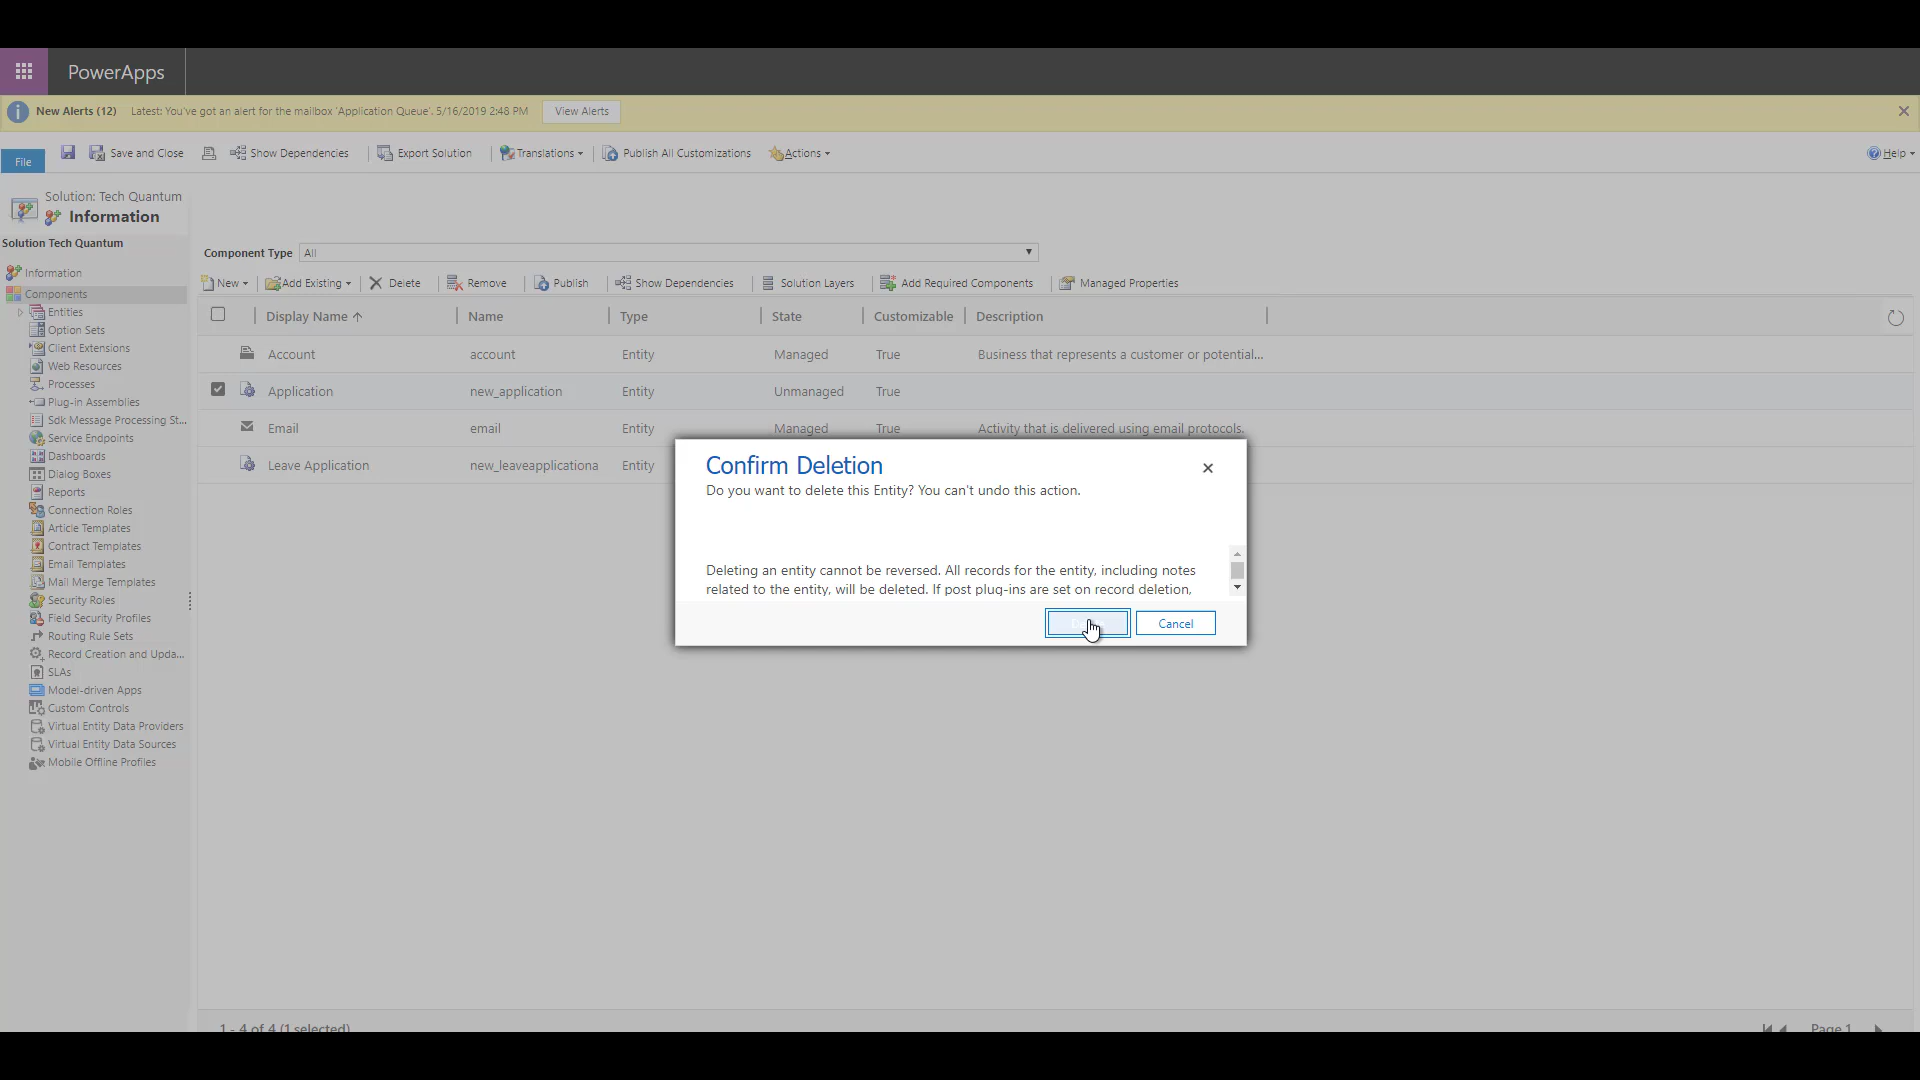 PowerApps
New Alerts (12) Latest: You've got an alert for the mailbox 'Application Queue'. 5/16/2019 2:48 PM View Alerts
File Save and Close Show Dependencies Export Solution Translations Publish All Customizations Actions Help
Solution: Tech Quantum
Information
Solution Tech Quantum
Information
Components
Entities
Option Sets
Client Extensions
Web Resources
Processes
Plug-in Assemblies
Sdk Message Processing St...
Service Endpoints
Dashboards
Dialog Boxes
Reports
Connection Roles
Article Templates
Contract Templates
Email Templates
Mail Merge Templates
Security Roles
Field Security Profiles
Routing Rule Sets
Record Creation and Upda...
SLAs
Model-driven Apps
Custom Controls
Virtual Entity Data Providers
Virtual Entity Data Sources
Mobile Offline Profiles
Component Type All
New Add Existing Delete Remove Publish Show Dependencies Solution Layers Add Required Components Managed Properties
Display Name Name Type State Customizable Description
Account account Entity Managed True Business that represents a customer or potential...
Application new_application Entity Unmanaged True
Email email Entity Managed True Activity that is delivered using email protocols.
Leave Application new_leaveapplicationa Entity
Confirm Deletion
Do you want to delete this Entity? You can't undo this action.
Deleting an entity cannot be reversed. All records for the entity, including notes
related to the entity, will be deleted. If post plug-ins are set on record deletion,
Cancel
1 - 4 of 4 (1 selected) Page 1